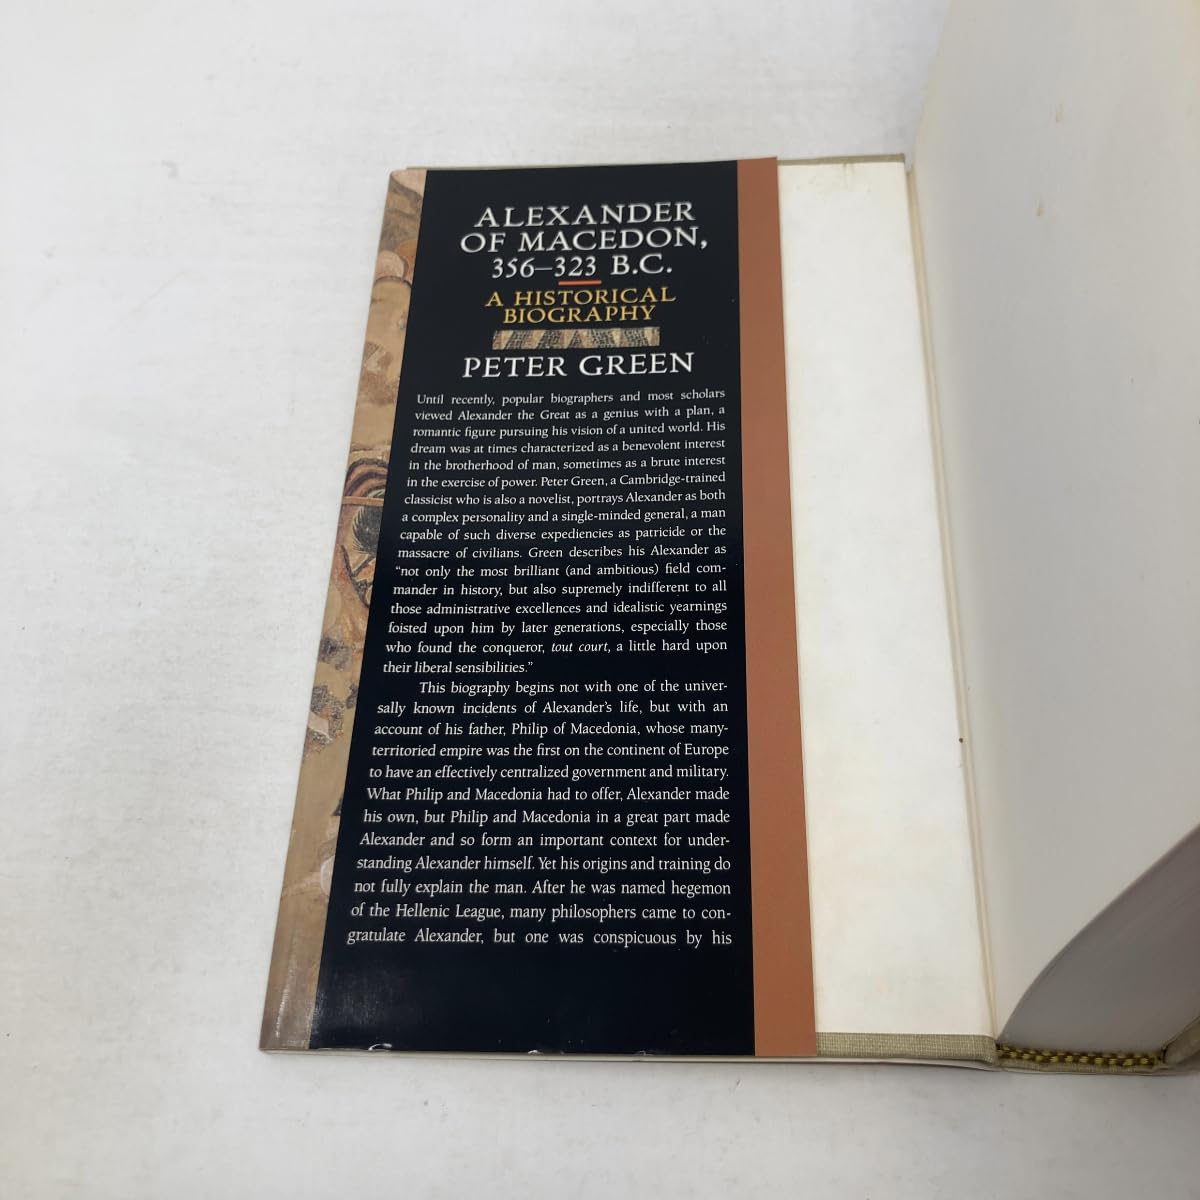 ALEXANDER
OF MACEDON,
356–323 B.C.
A HISTORICAL
BIOGRAPHY
PETER GREEN
Until recently, popular biographers and most scholars
viewed Alexander the Great as a genius with a plan, a
romantic figure pursuing his vision of a united world. His
dream was at times characterized as a benevolent interest
in the brotherhood of man, sometimes as a brute interest
in the exercise of power. Peter Green, a Cambridge-trained
classicist who is also a novelist, portrays Alexander as both
a complex personality and a single-minded general, a man
capable of such diverse expediencies as patricide or the
massacre of civilians. Green describes his Alexander as
“not only the most brilliant (and ambitious) field com-
mander in history, but also supremely indifferent to all
those administrative excellences and idealistic yearnings
foisted upon him by later generations, especially those
who found the conqueror, tout court, a little hard upon
their liberal sensibilities.”
This biography begins not with one of the univer-
sally known incidents of Alexander's life, but with an
account of his father, Philip of Macedonia, whose many-
territoried empire was the first on the continent of Europe
to have an effectively centralized government and military.
What Philip and Macedonia had to offer, Alexander made
his own, but Philip and Macedonia in a great part made
Alexander and so form an important context for under-
standing Alexander himself. Yet his origins and training do
not fully explain the man. After he was named hegemon
of the Hellenic League, many philosophers came to con-
gratulate Alexander, but one was conspicuous by his